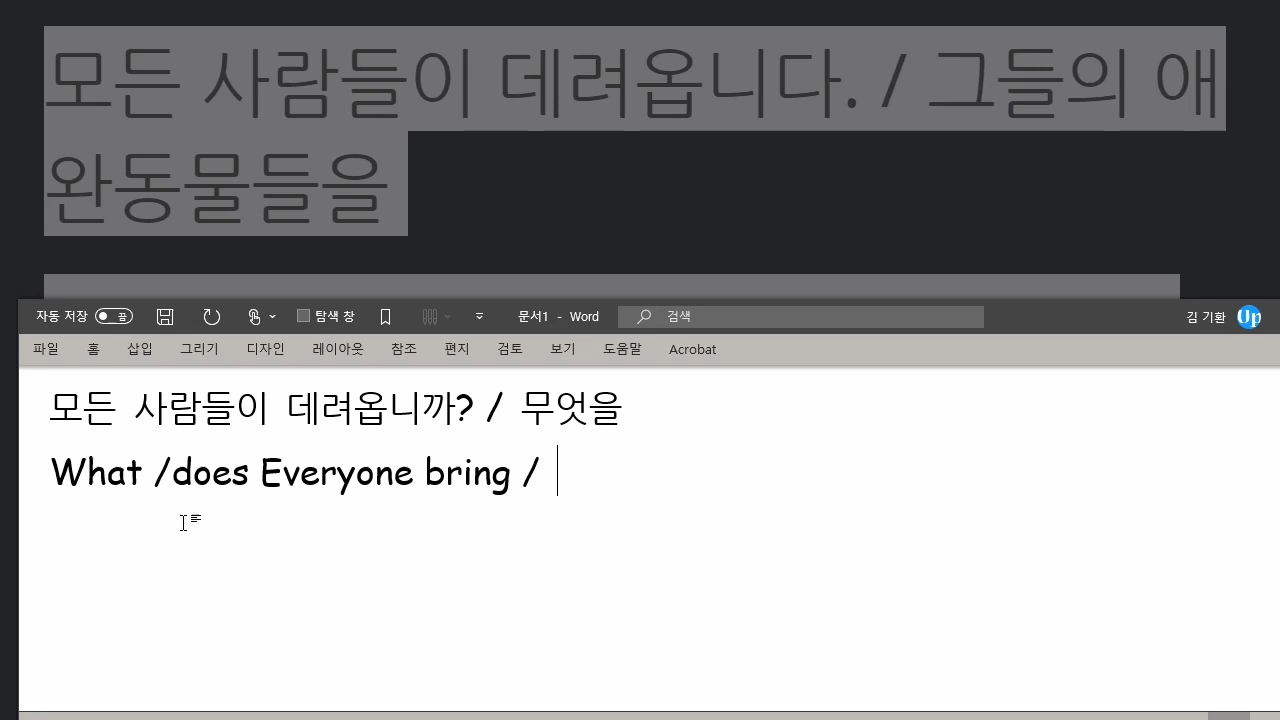 모든 사람들이 데려옵니다. / 그들의 애
완동물들을
자동 저장 끔 탐색 창 문서1 - Word 검색 김 기환 Up
파일 홈 삽입 그리기 디자인 레이아웃 참조 편지 검토 보기 도움말 Acrobat
모든 사람들이 데려옵니까? / 무엇을
What /does Everyone bring /